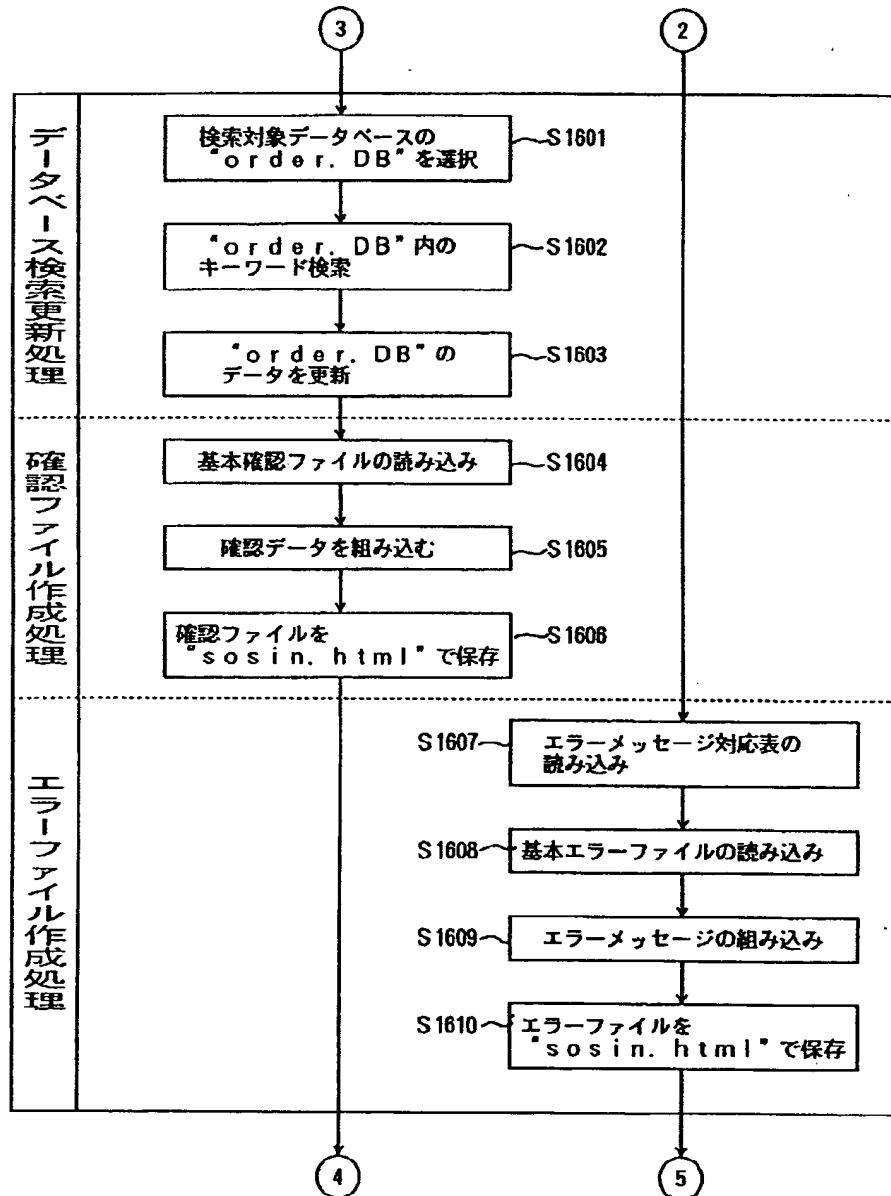 3
2
データベース検索更新処理
検索対象データベースの
“order. DB”を選択
S1601
“order. DB”内の
キーワード検索
S1602
“order. DB”の
データを更新
S1603
確認ファイル作成処理
基本確認ファイルの読み込み
S1604
確認データを組み込む
S1605
確認ファイルを
“sosin. html”で保存
S1606
エラーファイル作成処理
S1607
エラーメッセージ対応表の
読み込み
S1608
基本エラーファイルの読み込み
S1609
エラーメッセージの組み込み
S1610
エラーファイルを
“sosin. html”で保存
4
5